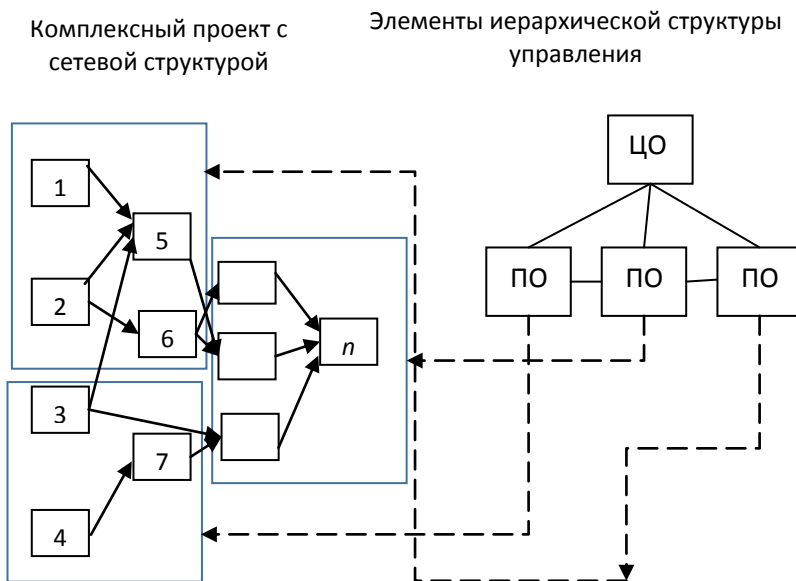 Комплексный проект с
сетевой структурой
Элементы иерархической структуры
управления
ЦО
ПО
ПО
ПО
1
2
3
4
5
6
7
n